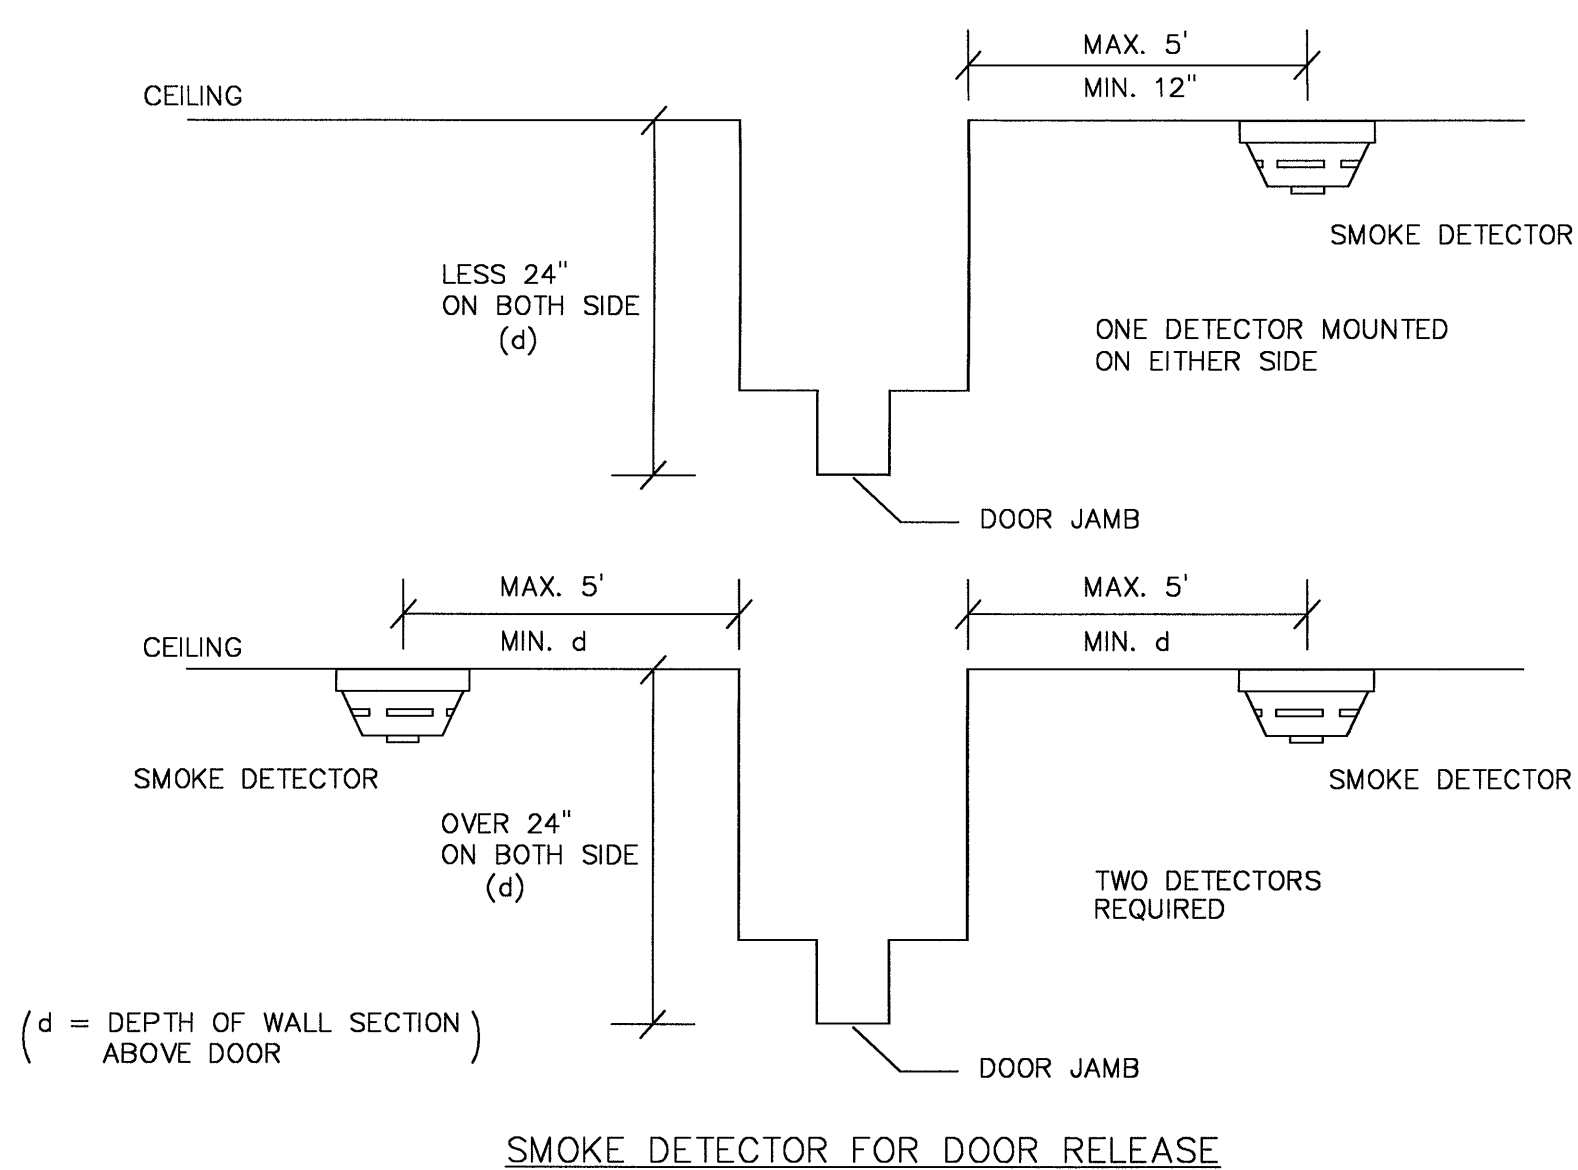 MAX. 5'
MIN. 12"
CEILING
SMOKE DETECTOR
LESS 24"
ON BOTH SIDE
(d)
ONE DETECTOR MOUNTED
ON EITHER SIDE
DOOR JAMB
MAX. 5'
MIN. d
MAX. 5'
MIN. d
CEILING
SMOKE DETECTOR
SMOKE DETECTOR
OVER 24"
ON BOTH SIDE
(d)
TWO DETECTORS
REQUIRED
(d = DEPTH OF WALL SECTION
ABOVE DOOR)
DOOR JAMB
SMOKE DETECTOR FOR DOOR RELEASE